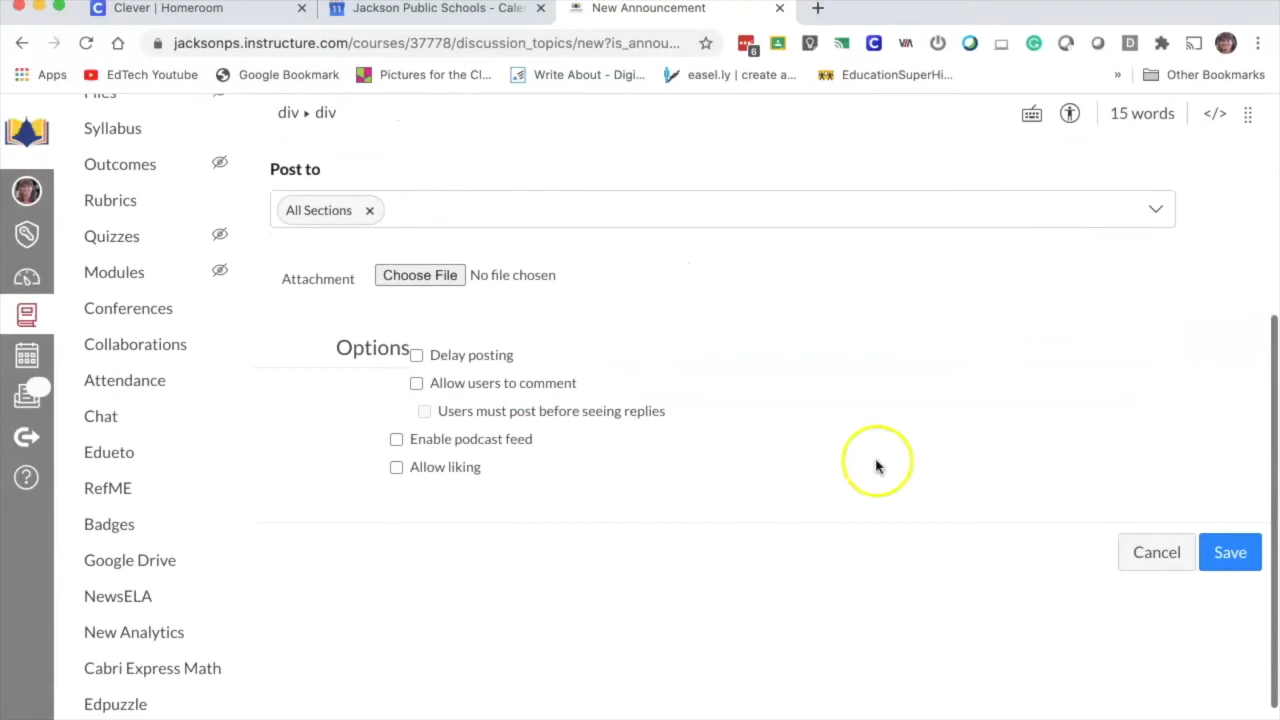 Clever | Homeroom
Jackson Public Schools - Caler
New Announcement
jacksonps.instructure.com/courses/37778/discussion_topics/new?is_annou...
6
VIA
Apps
EdTech Youtube
Google Bookmark
Pictures for the Cl...
Write About - Digi...
easel.ly | create a...
EducationSuperHi...
»
Other Bookmarks
Files
div ▸ div
15 words
</>
Syllabus
Outcomes
Rubrics
Quizzes
Modules
Conferences
Collaborations
Attendance
Chat
Edueto
RefME
Badges
Google Drive
NewsELA
New Analytics
Cabri Express Math
Edpuzzle
Post to
All Sections
Attachment
Choose File No file chosen
Options
Delay posting
Allow users to comment
Users must post before seeing replies
Enable podcast feed
Allow liking
Cancel
Save